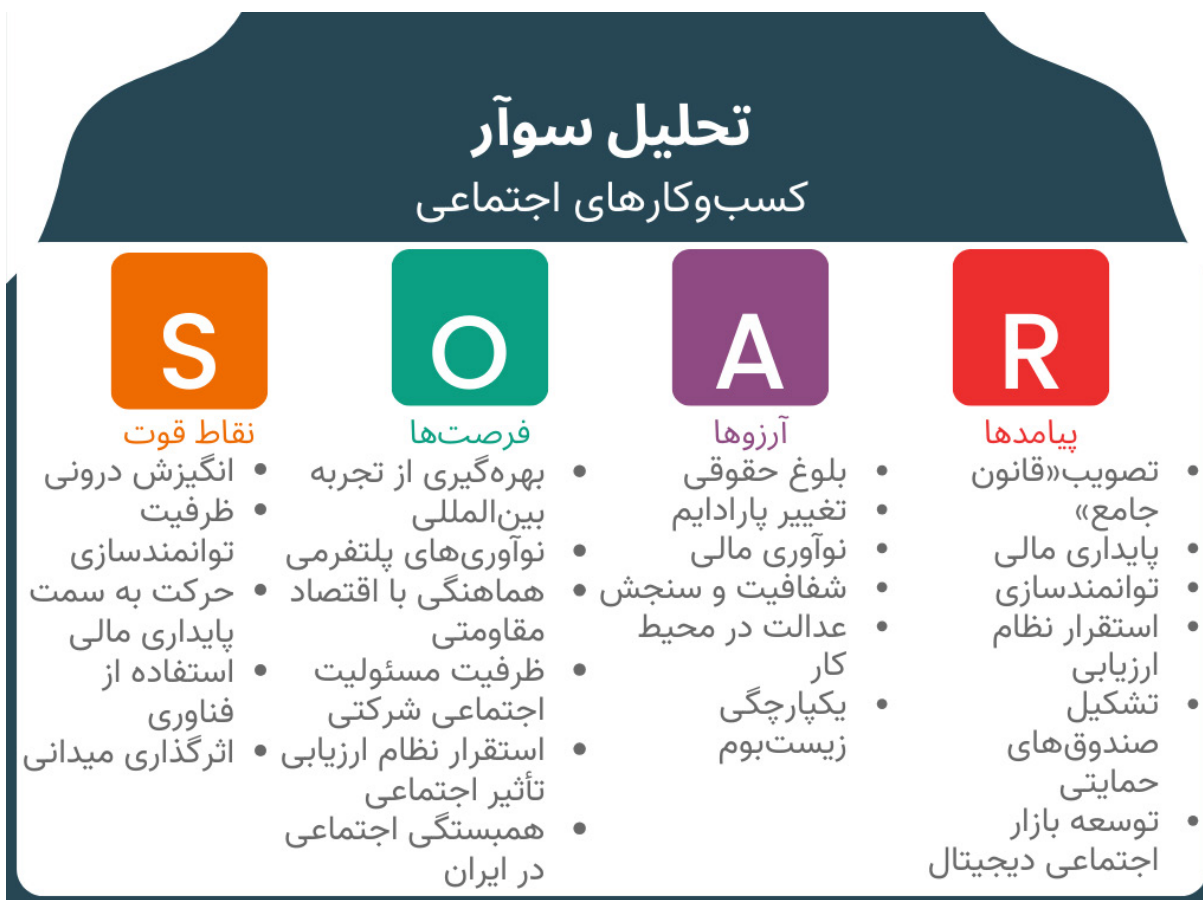 تحلیل سوآر
کسب‌وکارهای اجتماعی
S
نقاط قوت
• انگیزش درونی
• ظرفیت
توانمندسازی
• حرکت به سمت
پایداری مالی
• استفاده از
فناوری
• اثرگذاری میدانی
O
فرصت‌ها
• بهره‌گیری از تجربه
بین‌المللی
• نوآوری‌های پلتفرمی
• هماهنگی با اقتصاد
مقاومتی
• ظرفیت مسئولیت
اجتماعی شرکتی
• استقرار نظام ارزیابی
تأثیر اجتماعی
• همبستگی اجتماعی
در ایران
A
آرزوها
• بلوغ حقوقی
• تغییر پارادایم
• نوآوری مالی
• شفافیت و سنجش
• عدالت در محیط
کار
• یکپارچگی
زیست‌بوم
R
پیامدها
• تصویب«قانون
جامع»
• پایداری مالی
• توانمندسازی
• استقرار نظام
ارزیابی
• تشکیل
صندوق‌های
حمایتی
• توسعه بازار
اجتماعی دیجیتال